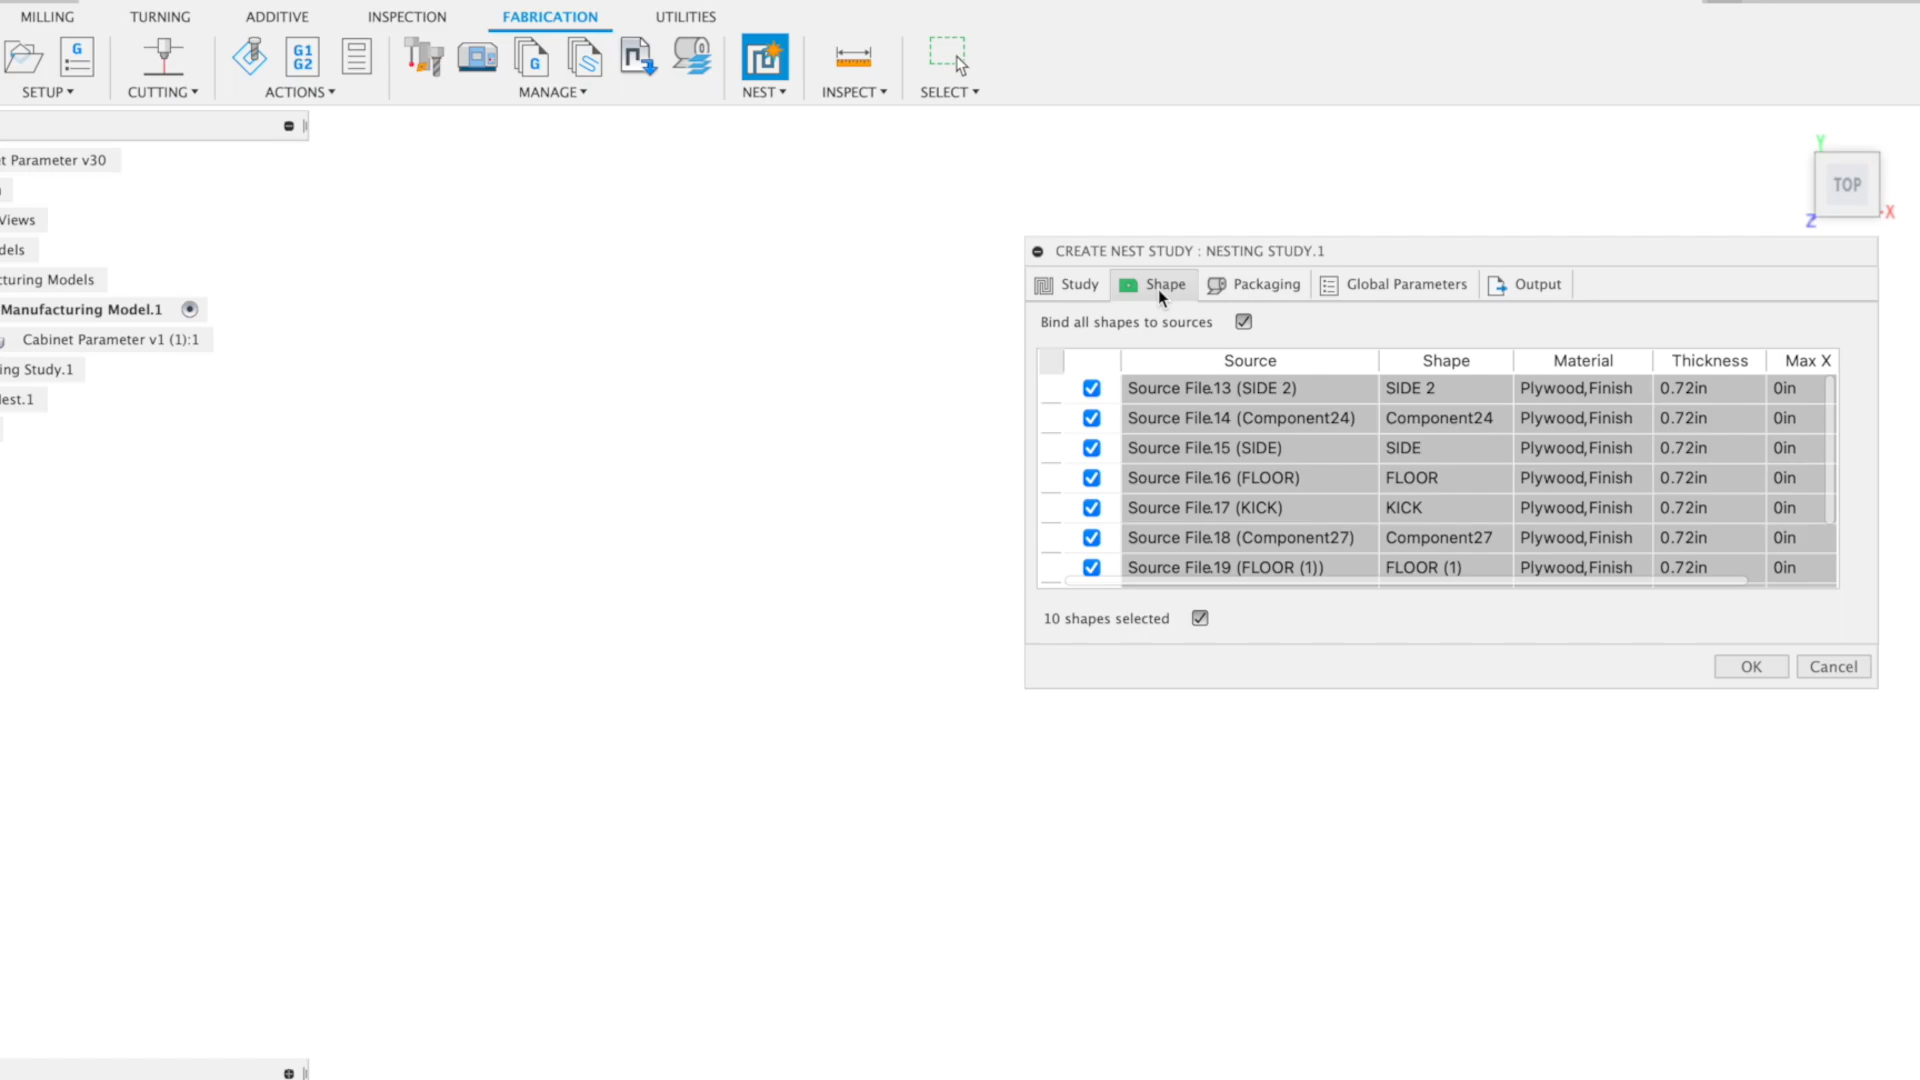 MILLING TURNING ADDITIVE INSPECTION FABRICATION UTILITIES
G G1 G2 G
SETUP CUTTING ACTIONS MANAGE NEST INSPECT SELECT
et Parameter v30
Views
dels
cturing Models
Manufacturing Model.1
Cabinet Parameter v1 (1):1
ing Study.1
Nest.1
Y
TOP
Z X
CREATE NEST STUDY : NESTING STUDY.1
Study Shape Packaging Global Parameters Output
Bind all shapes to sources
Source Shape Material Thickness Max X
Source File.13 (SIDE 2) SIDE 2 Plywood,Finish 0.72in 0in
Source File.14 (Component24) Component24 Plywood,Finish 0.72in 0in
Source File.15 (SIDE) SIDE Plywood,Finish 0.72in 0in
Source File.16 (FLOOR) FLOOR Plywood,Finish 0.72in 0in
Source File.17 (KICK) KICK Plywood,Finish 0.72in 0in
Source File.18 (Component27) Component27 Plywood,Finish 0.72in 0in
Source File.19 (FLOOR (1)) FLOOR (1) Plywood,Finish 0.72in 0in
10 shapes selected
OK Cancel